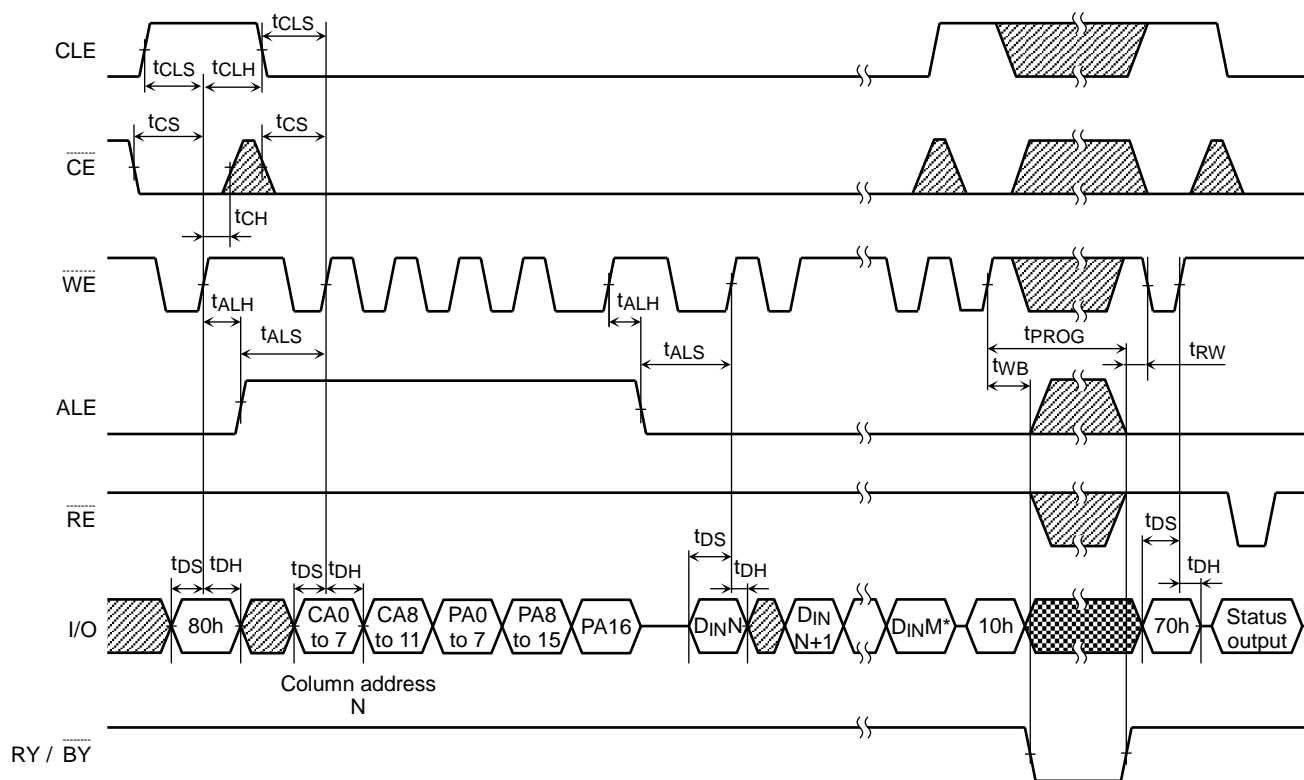 tCLS
CLE
tCLS tCLH
tCS tCS
CE
tCH
WE
tALH tALH
tALS tALS tPROG tRW
tWB
ALE
RE
tDS tDH tDS tDH tDS tDH tDS tDH
I/O
80h
CA0 to 7
CA8 to 11
PA0 to 7
PA8 to 15
PA16
DINN
DIN N+1
DINM*
10h
70h
Status output
Column address
N
RY / BY